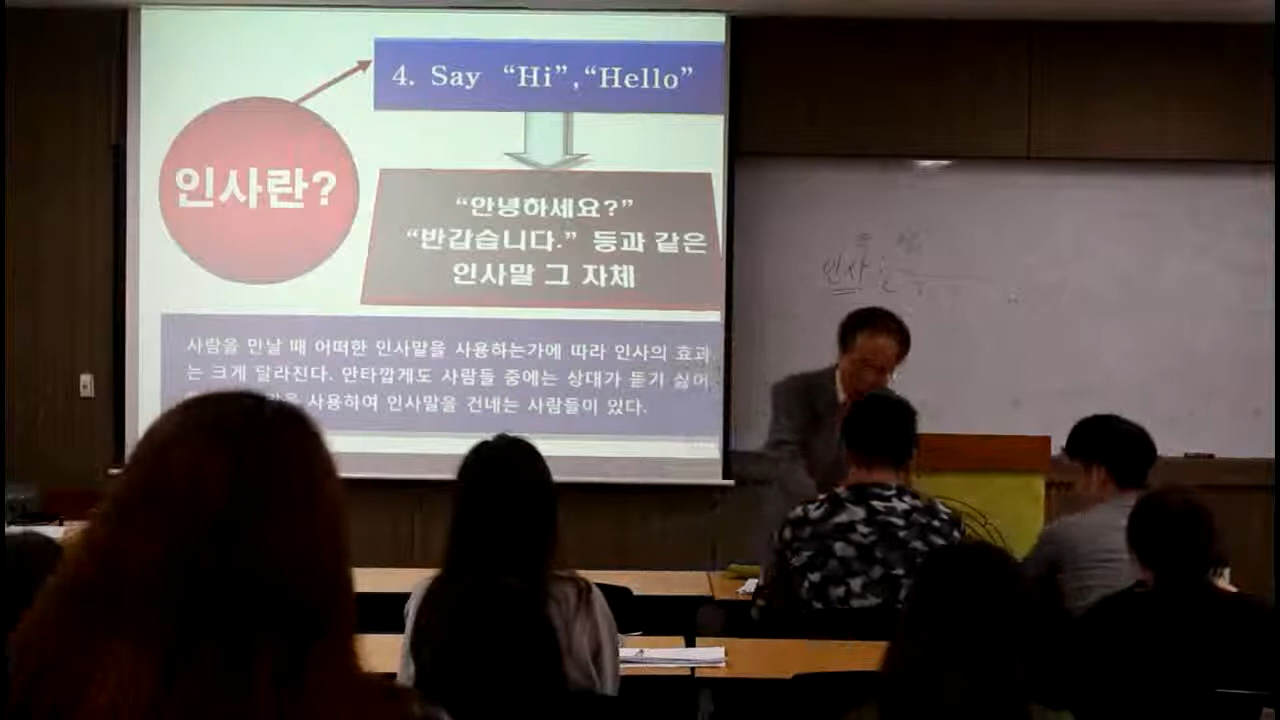 4. Say “Hi”,“Hello”
인사란?
“안녕하세요?”
“반갑습니다.” 등과 같은
인사말 그 자체
사람을 만날 때 어떠한 인사말을 사용하는가에 따라 인사의 효과
는 크게 달라진다. 안타깝게도 사람들 중에는 상대가 듣기 싫어
사용하여 인사말을 건네는 사람들이 있다.
인사